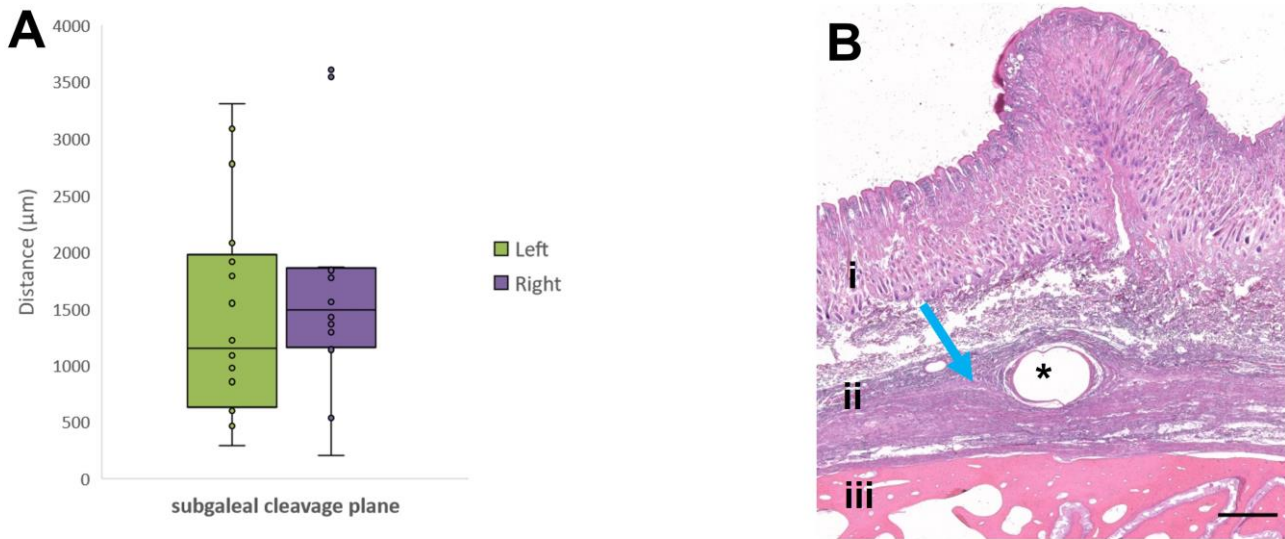 A
4000
3500
3000
2500
2000
1500
1000
500
0
Distance (µm)
subgaleal cleavage plane
Left
Right
B
i
*
ii
iii